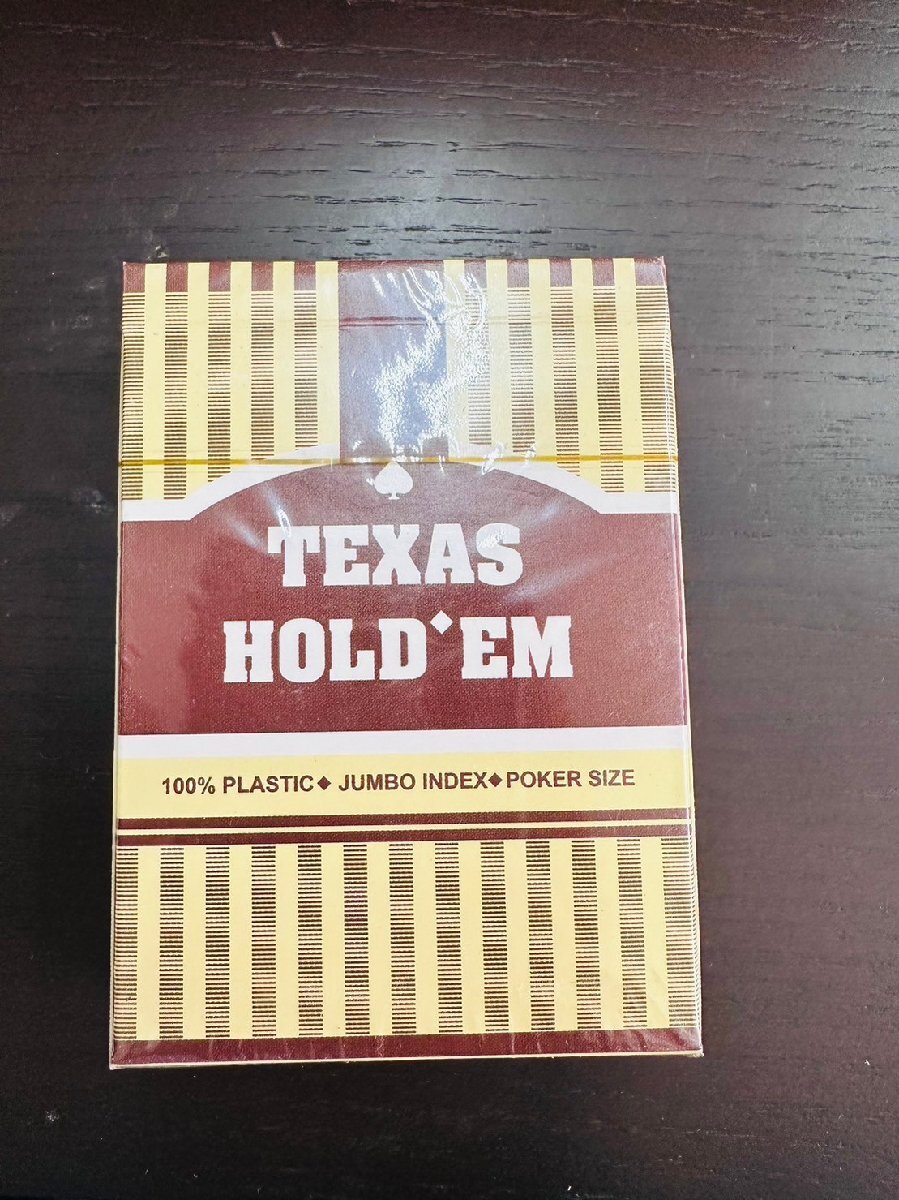 TEXAS
HOLD'EM
100% PLASTIC♦ JUMBO INDEX♦POKER SIZE